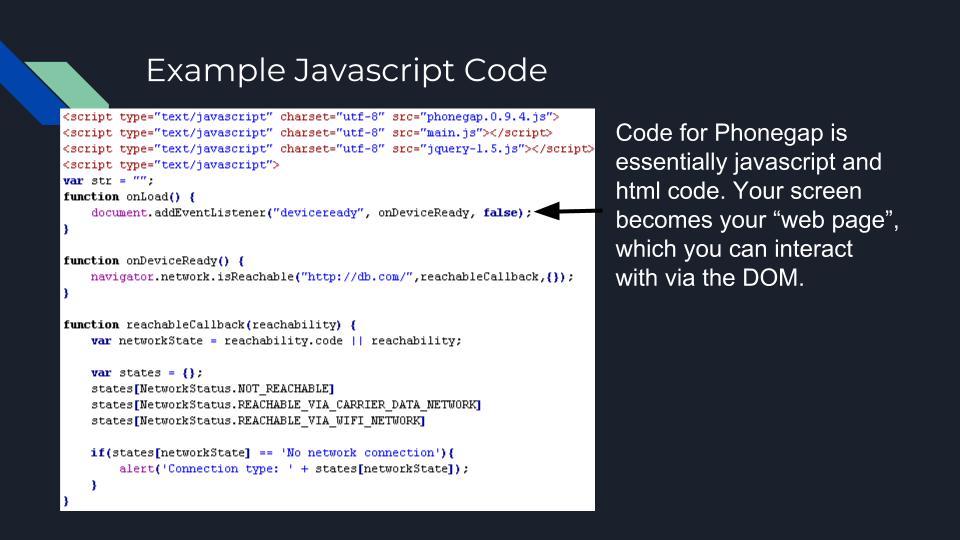 Example Javascript Code
<script type="text/javascript" charset="utf-8" src="phonegap.0.9.4.js">
<script type="text/javascript" charset="utf-8" src="main.js"></script>
<script type="text/javascript" charset="utf-8" src="jquery-1.5.js"></script>
<script type="text/javascript">
var str = "";
function onLoad() {
    document.addEventListener("deviceready", onDeviceReady, false);
}
function onDeviceReady() {
    navigator.network.isReachable("http://db.com/",reachableCallback,{});
}
function reachableCallback(reachability) {
    var networkState = reachability.code || reachability;
    var states = {};
    states[NetworkStatus.NOT_REACHABLE]
    states[NetworkStatus.REACHABLE_VIA_CARRIER_DATA_NETWORK]
    states[NetworkStatus.REACHABLE_VIA_WIFI_NETWORK]
    if(states[networkState] == 'No network connection'){
        alert('Connection type: ' + states[networkState]);
    }
}
Code for Phonegap is
essentially javascript and
html code. Your screen
becomes your “web page”,
which you can interact
with via the DOM.